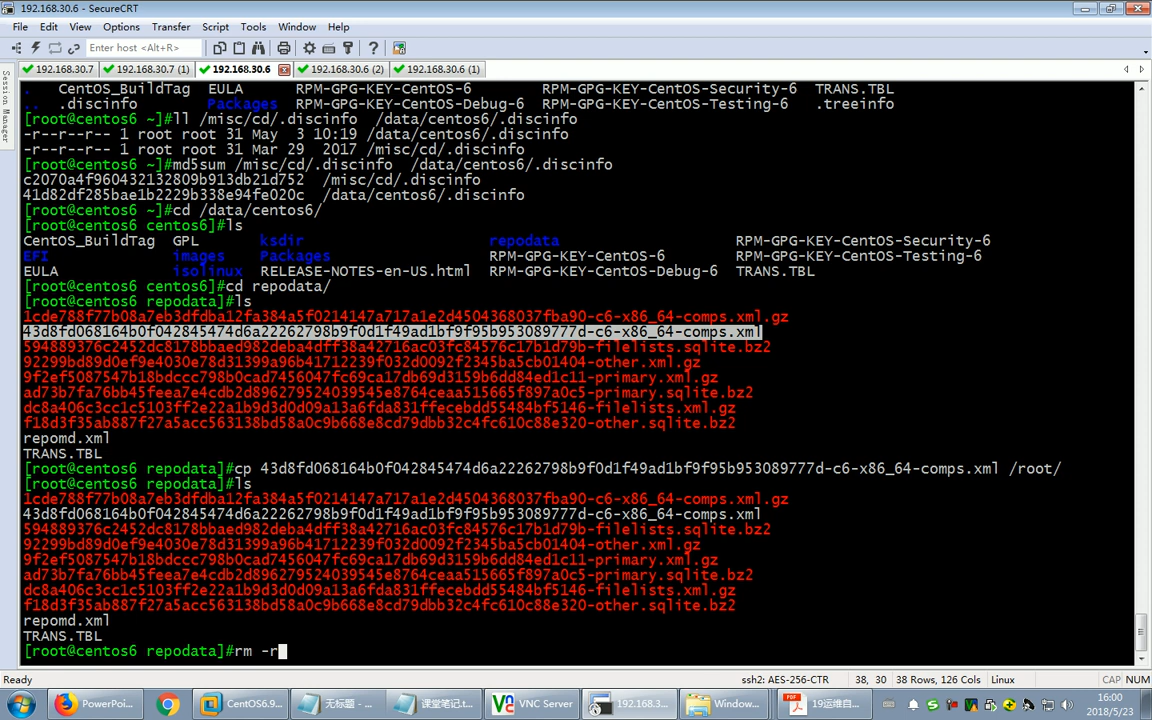 192.168.30.6 - SecureCRT
File Edit View Options Transfer Script Tools Window Help
Enter host <Alt+R>
192.168.30.7 192.168.30.7 (1) 192.168.30.6 192.168.30.6 (2) 192.168.30.6 (1)
Session Manager
. CentOS_BuildTag EULA RPM-GPG-KEY-CentOS-6 RPM-GPG-KEY-CentOS-Security-6 TRANS.TBL
.. .discinfo Packages RPM-GPG-KEY-CentOS-Debug-6 RPM-GPG-KEY-CentOS-Testing-6 .treeinfo
[root@centos6 ~]#ll /misc/cd/.discinfo /data/centos6/.discinfo
-r--r--r-- 1 root root 31 May 3 10:19 /data/centos6/.discinfo
-r--r--r-- 1 root root 31 Mar 29 2017 /misc/cd/.discinfo
[root@centos6 ~]#md5sum /misc/cd/.discinfo /data/centos6/.discinfo
c2070a4f960432132809b913db21d752 /misc/cd/.discinfo
41d82df285bae1b2229b338e94fe020c /data/centos6/.discinfo
[root@centos6 ~]#cd /data/centos6/
[root@centos6 centos6]#ls
CentOS_BuildTag GPL ksdir repodata RPM-GPG-KEY-CentOS-Security-6
EFI images Packages RPM-GPG-KEY-CentOS-6 RPM-GPG-KEY-CentOS-Testing-6
EULA isolinux RELEASE-NOTES-en-US.html RPM-GPG-KEY-CentOS-Debug-6 TRANS.TBL
[root@centos6 centos6]#cd repodata/
[root@centos6 repodata]#ls
1cde788f77b08a7eb3dfdba12fa384a5f0214147a717a1e2d4504368037fba90-c6-x86_64-comps.xml.gz
43d8fd068164b0f042845474d6a22262798b9f0d1f49ad1bf9f95b953089777d-c6-x86_64-comps.xml
594889376c2452dc8178bbaed982deba4dff38a42716ac03fc84576c17b1d79b-filelists.sqlite.bz2
92299bd89d0ef9e4030e78d31399a96b41712239f032d0092f2345ba5cb01404-other.xml.gz
9f2ef5087547b18bdccc798b0cad7456047fc69ca17db69d3159b6dd84ed1c11-primary.xml.gz
ad73b7fa76bb45feea7e4cdb2d896279524039545e8764ceaa515665f897a0c5-primary.sqlite.bz2
dc8a406c3cc1c5103ff2e22a1b9d3d0d09a13a6fda831ffecebdd55484bf5146-filelists.xml.gz
f18d3f35ab887f27a5acc563138bd58a0c9b668e8cd79dbb32c4fc610c88e320-other.sqlite.bz2
repomd.xml
TRANS.TBL
[root@centos6 repodata]#cp 43d8fd068164b0f042845474d6a22262798b9f0d1f49ad1bf9f95b953089777d-c6-x86_64-comps.xml /root/
[root@centos6 repodata]#ls
1cde788f77b08a7eb3dfdba12fa384a5f0214147a717a1e2d4504368037fba90-c6-x86_64-comps.xml.gz
43d8fd068164b0f042845474d6a22262798b9f0d1f49ad1bf9f95b953089777d-c6-x86_64-comps.xml
594889376c2452dc8178bbaed982deba4dff38a42716ac03fc84576c17b1d79b-filelists.sqlite.bz2
92299bd89d0ef9e4030e78d31399a96b41712239f032d0092f2345ba5cb01404-other.xml.gz
9f2ef5087547b18bdccc798b0cad7456047fc69ca17db69d3159b6dd84ed1c11-primary.xml.gz
ad73b7fa76bb45feea7e4cdb2d896279524039545e8764ceaa515665f897a0c5-primary.sqlite.bz2
dc8a406c3cc1c5103ff2e22a1b9d3d0d09a13a6fda831ffecebdd55484bf5146-filelists.xml.gz
f18d3f35ab887f27a5acc563138bd58a0c9b668e8cd79dbb32c4fc610c88e320-other.sqlite.bz2
repomd.xml
TRANS.TBL
[root@centos6 repodata]#rm -r
Ready ssh2: AES-256-CTR 38, 30 38 Rows, 126 Cols Linux CAP NUM
PowerPoi... CentOS6.9... 无标题 - ... 课堂笔记.t... VNC Server 192.168.3... Window... 19运维自... 16:00
2018/5/23